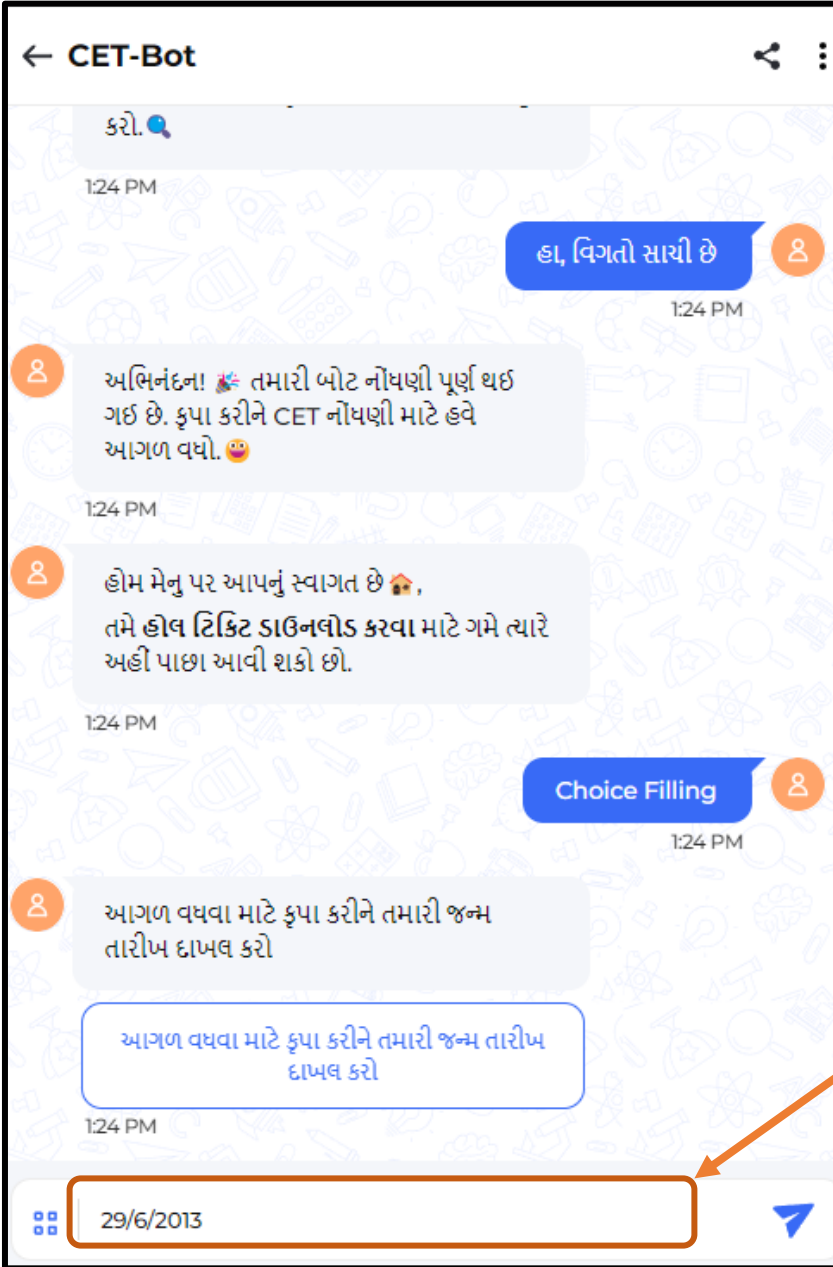 CET-Bot
કરો.
1:24 PM
હા, વિગતો સાચી છે
1:24 PM
અભિનંદન! તમારી બોટ નોંધણી પૂર્ણ થઈ
ગઈ છે. કૃપા કરીને CET નોંધણી માટે હવે
આગળ વધો.
1:24 PM
હોમ મેનુ પર આપનું સ્વાગત છે ,
તમે હોલ ટિકિટ ડાઉનલોડ કરવા માટે ગમે ત્યારે
અહીં પાછા આવી શકો છો.
1:24 PM
Choice Filling
1:24 PM
આગળ વધવા માટે કૃપા કરીને તમારી જન્મ
તારીખ દાખલ કરો
આગળ વધવા માટે કૃપા કરીને તમારી જન્મ તારીખ
દાખલ કરો
1:24 PM
29/6/2013